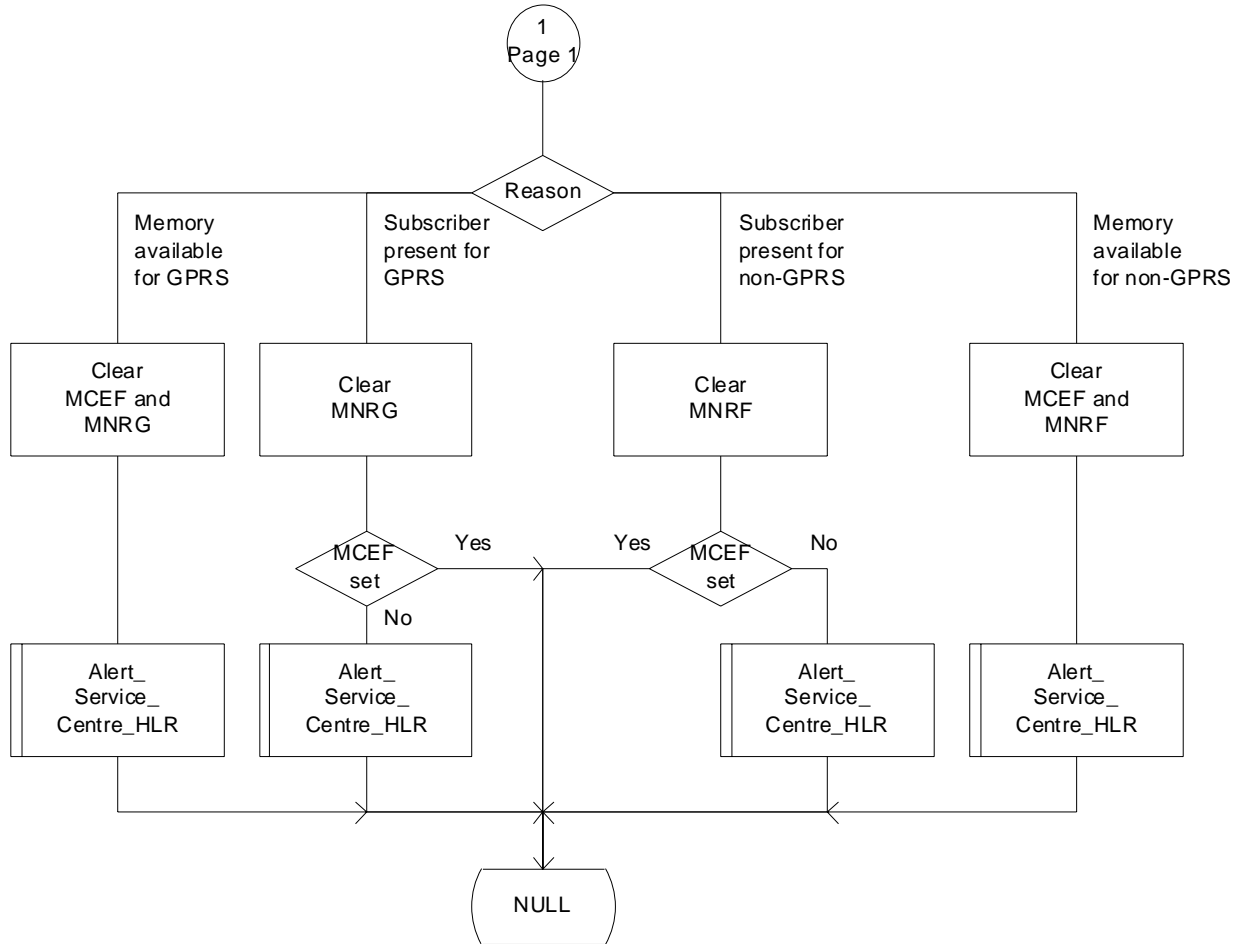 1
Page 1
Reason
Memory
available
for GPRS
Subscriber
present for
GPRS
Subscriber
present for
non-GPRS
Memory
available
for non-GPRS
Clear
MCEF and
MNRG
Clear
MNRG
Clear
MNRF
Clear
MCEF and
MNRF
MCEF
set
Yes
No
Yes
MCEF
set
No
Alert_
Service_
Centre_HLR
Alert_
Service_
Centre_HLR
Alert_
Service_
Centre_HLR
Alert_
Service_
Centre_HLR
NULL